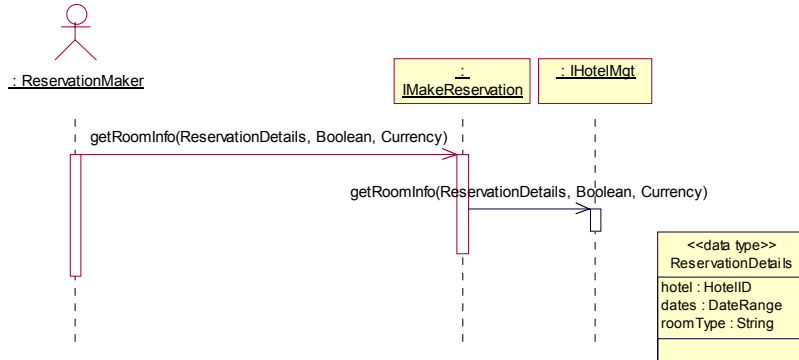 : ReservationMaker
:
IMakeReservation
: IHotelMgt
getRoomInfo(ReservationDetails, Boolean, Currency)
getRoomInfo(ReservationDetails, Boolean, Currency)
<<data type>>
ReservationDetails
hotel : HotelID
dates : DateRange
roomType : String